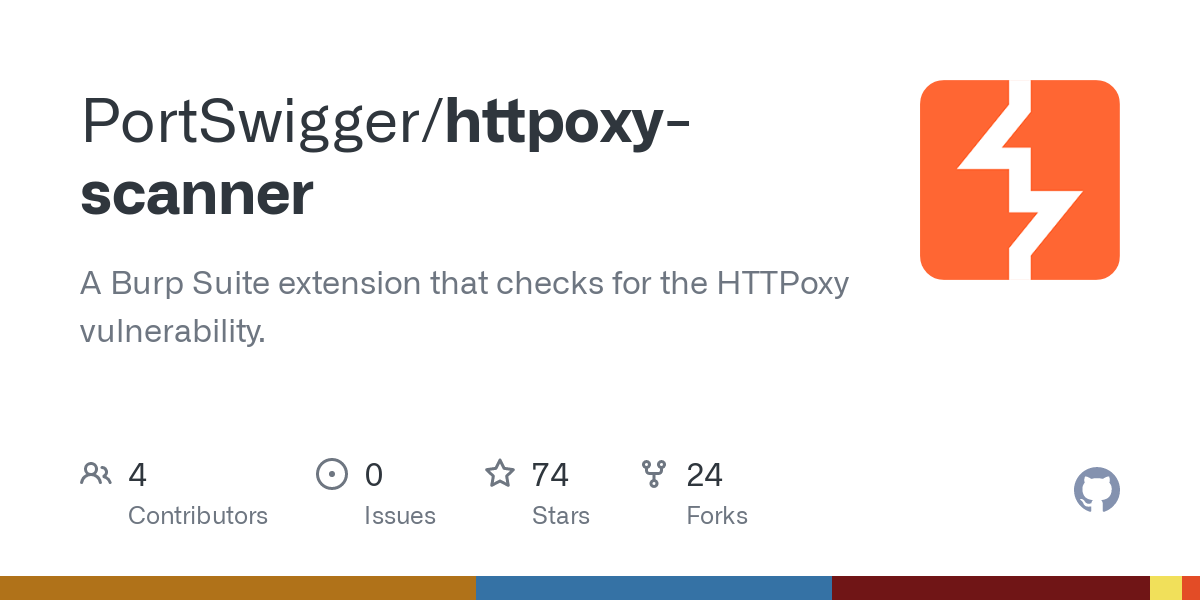 PortSwigger/httpoxy-
scanner
A Burp Suite extension that checks for the HTTPoxy
vulnerability.
4 0 74 24
Contributors Issues Stars Forks